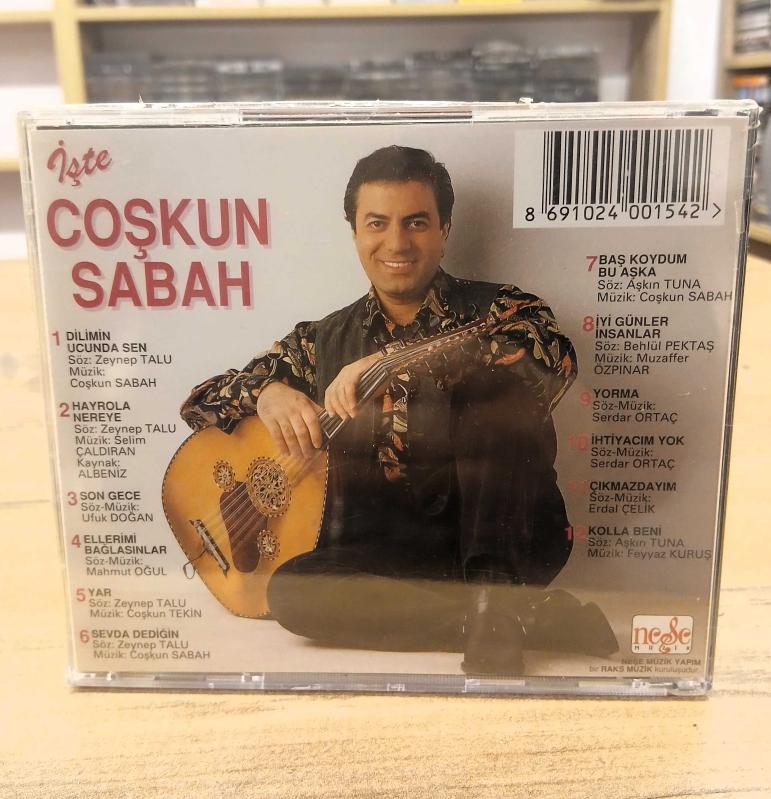 İşte
COŞKUN
SABAH
1 DİLİMİN
UCUNDA SEN
Söz: Zeynep TALU
Müzik:
Coşkun SABAH
2 HAYROLA
NEREYE
Söz: Zeynep TALU
Müzik: Selim
ÇALDIRAN
Kaynak:
ALBENİZ
3 SON GECE
Söz-Müzik:
Ufuk DOĞAN
4 ELLERİMİ
BAĞLASINLAR
Söz-Müzik:
Mahmut OĞUL
5 YAR
Söz: Zeynep TALU
Müzik: Coşkun TEKİN
6 SEVDA DEDİĞİN
Söz: Zeynep TALU
Müzik: Coşkun SABAH
8 691024 001542 >
7 BAŞ KOYDUM
BU AŞKA
Söz: Aşkın TUNA
Müzik: Coşkun SABAH
8 İYİ GÜNLER
İNSANLAR
Söz: Behlül PEKTAŞ
Müzik: Muzaffer
ÖZPINAR
9 YORMA
Söz-Müzik:
Serdar ORTAÇ
10 İHTİYACIM YOK
Söz-Müzik:
Serdar ORTAÇ
11 ÇIKMAZDAYIM
Söz-Müzik:
Erdal ÇELİK
12 KOLLA BENİ
Söz: Aşkın TUNA
Müzik: Feyyaz KURUŞ
neşe
MÜZİK
NEŞE MÜZİK YAPIM
bir RAKS MÜZİK kuruluşudur.